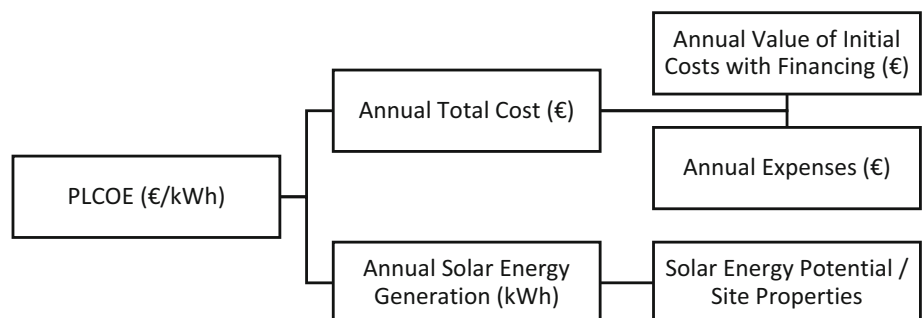 Annual Value of Initial
Costs with Financing (€)
Annual Total Cost (€)
Annual Expenses (€)
PLCOE (€/kWh)
Annual Solar Energy
Generation (kWh)
Solar Energy Potential /
Site Properties